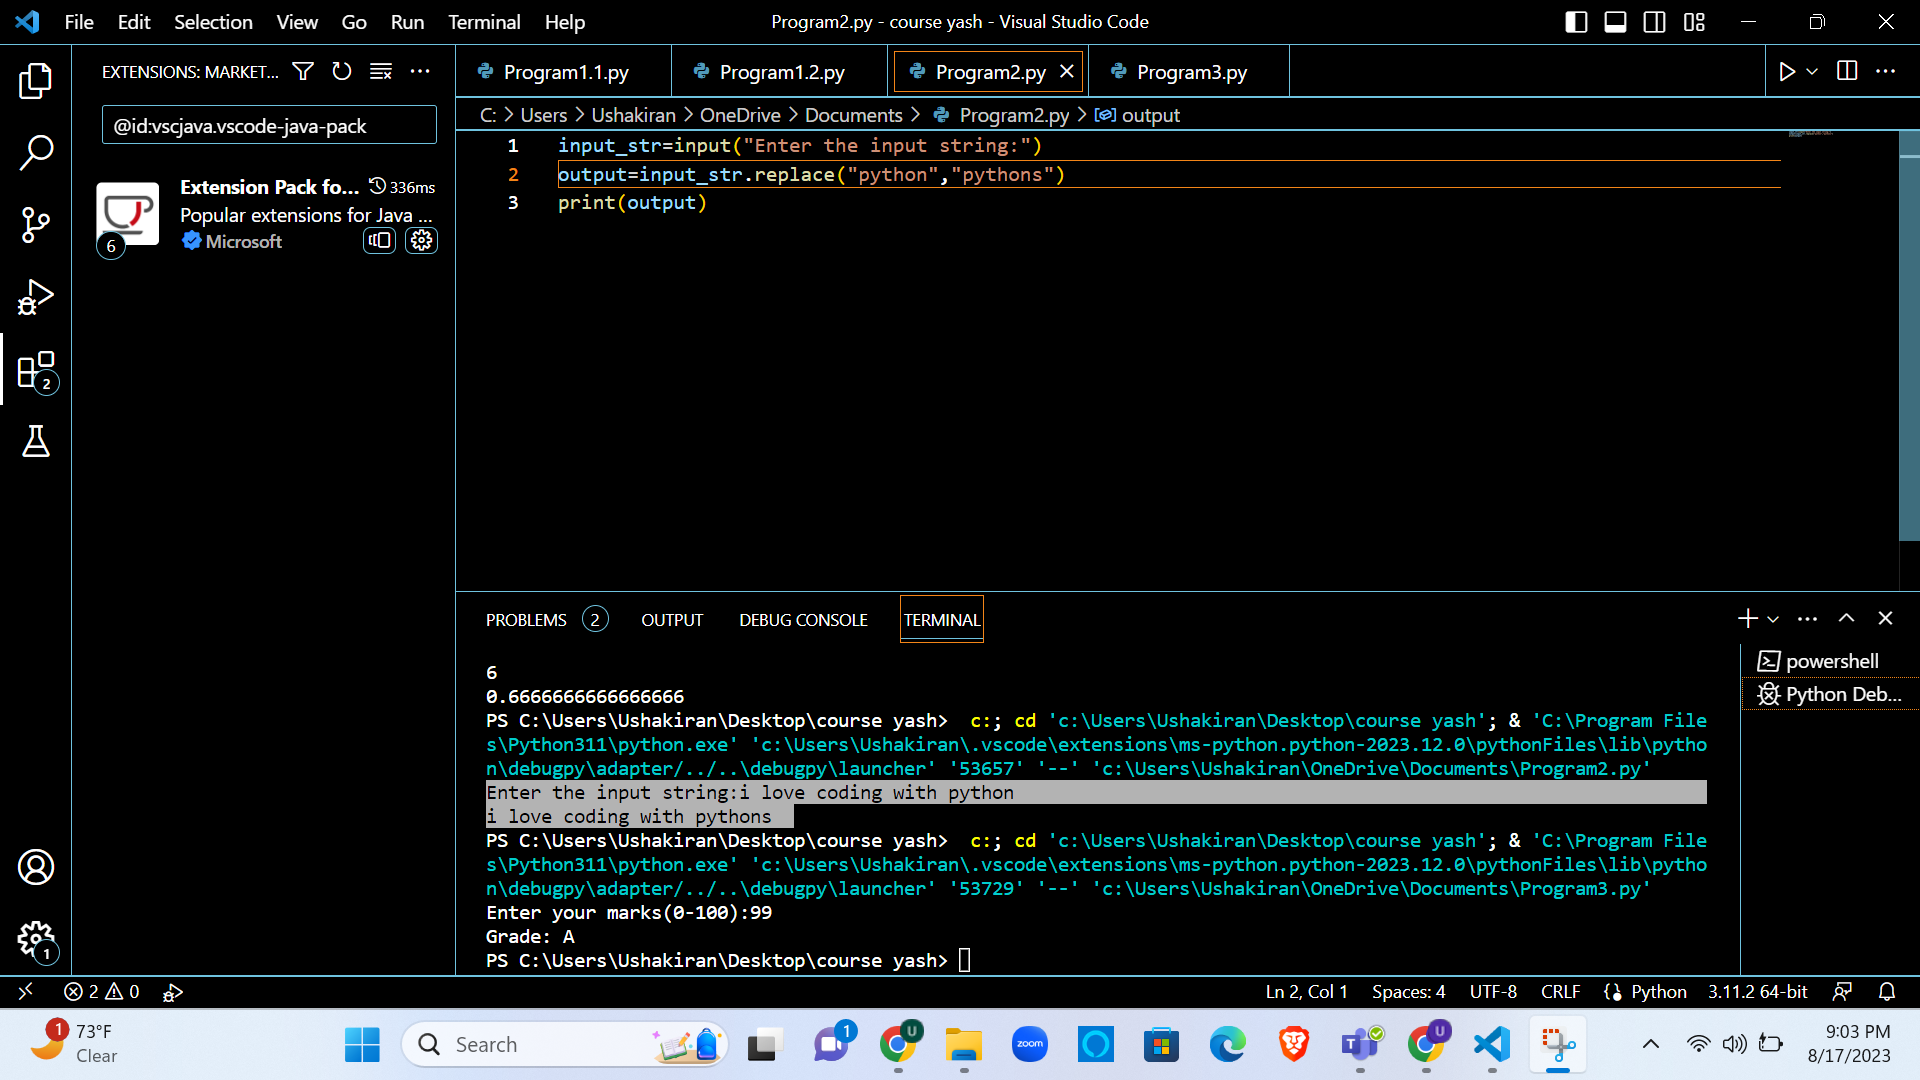 File Edit Selection View Go Run Terminal Help
Program2.py - course yash - Visual Studio Code
EXTENSIONS: MARKET...
@id:vscjava.vscode-java-pack
Extension Pack fo... 336ms
Popular extensions for Java ...
Microsoft
6
2
1
Program1.1.py Program1.2.py Program2.py Program3.py
C: > Users > Ushakiran > OneDrive > Documents > Program2.py > output
1 input_str=input("Enter the input string:")
2 output=input_str.replace("python","pythons")
3 print(output)
PROBLEMS 2 OUTPUT DEBUG CONSOLE TERMINAL
powershell
Python Deb...
6
0.6666666666666666
PS C:\Users\Ushakiran\Desktop\course yash>  c:; cd 'c:\Users\Ushakiran\Desktop\course yash'; & 'C:\Program File
s\Python311\python.exe' 'c:\Users\Ushakiran\.vscode\extensions\ms-python.python-2023.12.0\pythonFiles\lib\pytho
n\debugpy\adapter/../..\debugpy\launcher' '53657' '--' 'c:\Users\Ushakiran\OneDrive\Documents\Program2.py'
Enter the input string:i love coding with python
i love coding with pythons
PS C:\Users\Ushakiran\Desktop\course yash>  c:; cd 'c:\Users\Ushakiran\Desktop\course yash'; & 'C:\Program File
s\Python311\python.exe' 'c:\Users\Ushakiran\.vscode\extensions\ms-python.python-2023.12.0\pythonFiles\lib\pytho
n\debugpy\adapter/../..\debugpy\launcher' '53729' '--' 'c:\Users\Ushakiran\OneDrive\Documents\Program3.py'
Enter your marks(0-100):99
Grade: A
PS C:\Users\Ushakiran\Desktop\course yash>
2 0 Ln 2, Col 1 Spaces: 4 UTF-8 CRLF Python 3.11.2 64-bit
1 73°F
Clear
Search
1 U zoom U
9:03 PM
8/17/2023